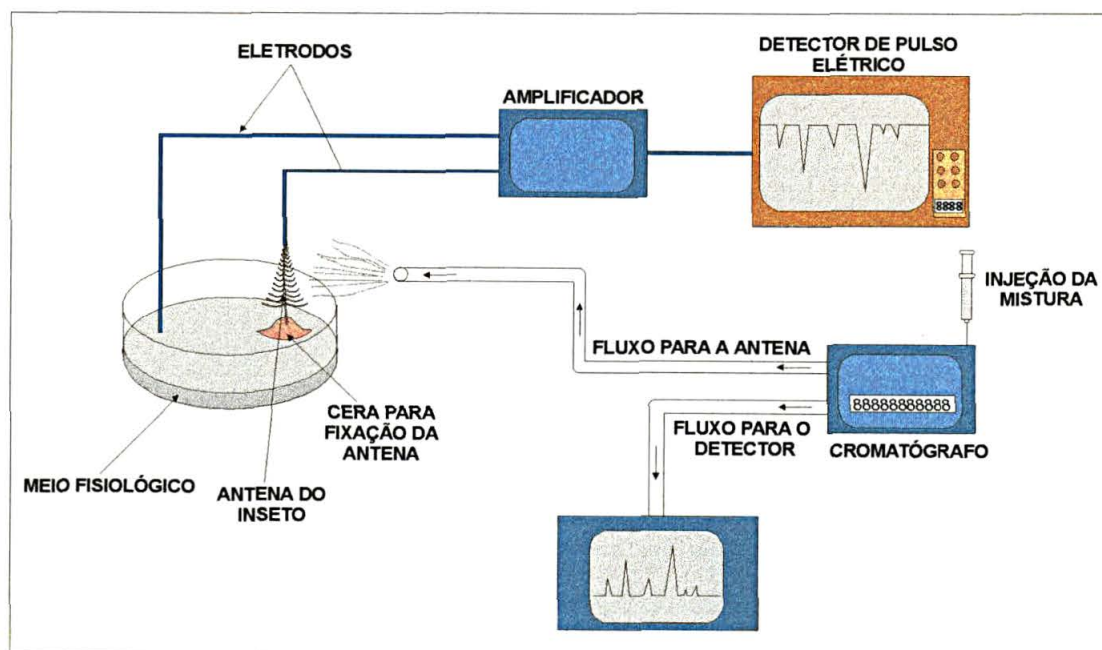 ELETRODOS
DETECTOR DE PULSO
ELÉTRICO
AMPLIFICADOR
8888
INJEÇÃO DA
MISTURA
FLUXO PARA A ANTENA
88888888888
FLUXO PARA O
DETECTOR
CROMATÓGRAFO
CERA PARA
FIXAÇÃO DA
ANTENA
MEIO FISIOLÓGICO
ANTENA DO
INSETO